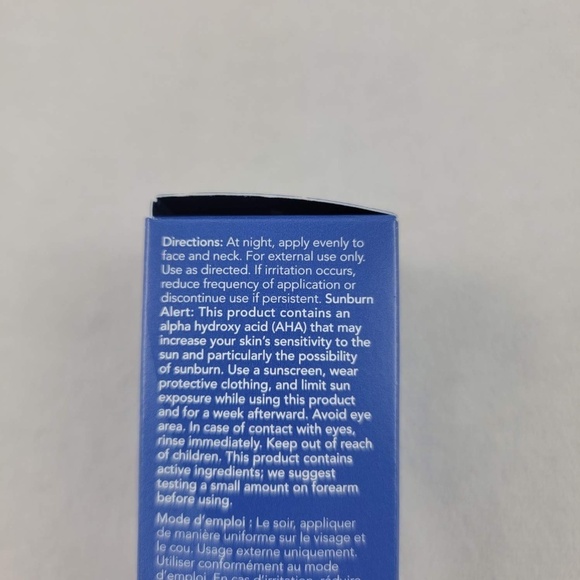 Directions: At night, apply evenly to
face and neck. For external use only.
Use as directed. If irritation occurs,
reduce frequency of application or
discontinue use if persistent. Sunburn
Alert: This product contains an
alpha hydroxy acid (AHA) that may
increase your skin's sensitivity to the
sun and particularly the possibility
of sunburn. Use a sunscreen, wear
protective clothing, and limit sun
exposure while using this product
and for a week afterward. Avoid eye
area. In case of contact with eyes,
rinse immediately. Keep out of reach
of children. This product contains
active ingredients; we suggest
testing a small amount on forearm
before using.
Mode d'emploi : Le soir, appliquer
de manière uniforme sur le visage et
le cou. Usage externe uniquement.
Utiliser conformément au mode
d'emploi. En cas d'irritation, réduire